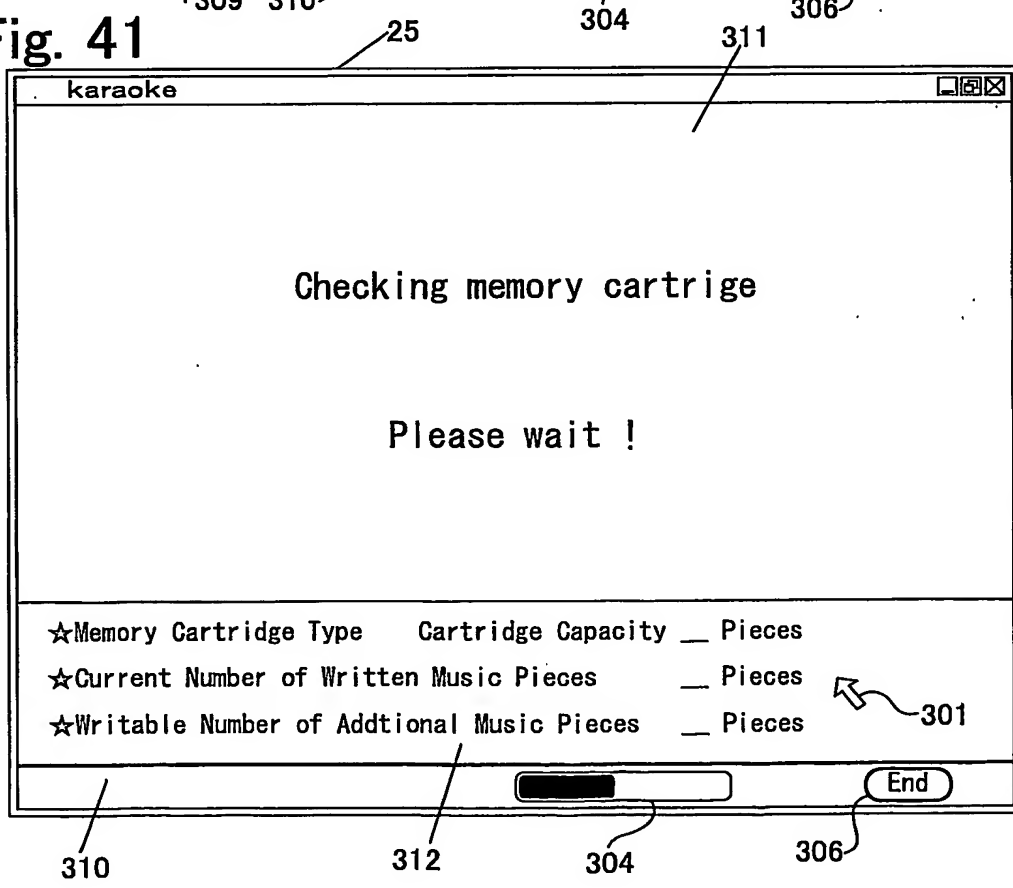 309 310
304
306
Fig. 41
25
311
karaoke
Checking memory cartrige
Please wait !
☆Memory Cartridge Type Cartridge Capacity __ Pieces
☆Current Number of Written Music Pieces __ Pieces
☆Writable Number of Addtional Music Pieces __ Pieces
301
End
310
312
304
306